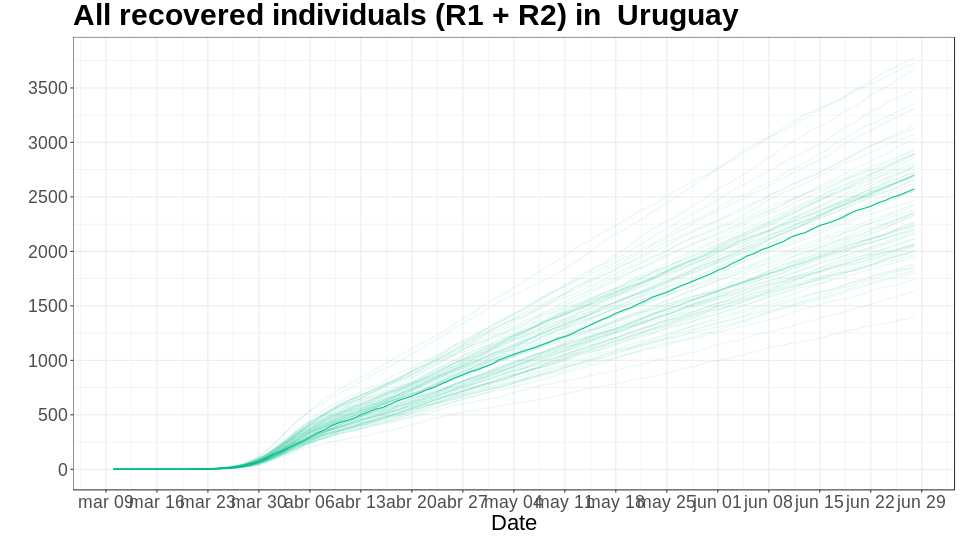 All recovered individuals (R1 + R2) in  Uruguay
3500
3000
2500
2000
1500
1000
500
0
mar 09 mar 16 mar 23 mar 30 abr 06 abr 13 abr 20 abr 27 may 04 may 11 may 18 may 25 jun 01 jun 08 jun 15 jun 22 jun 29
Date